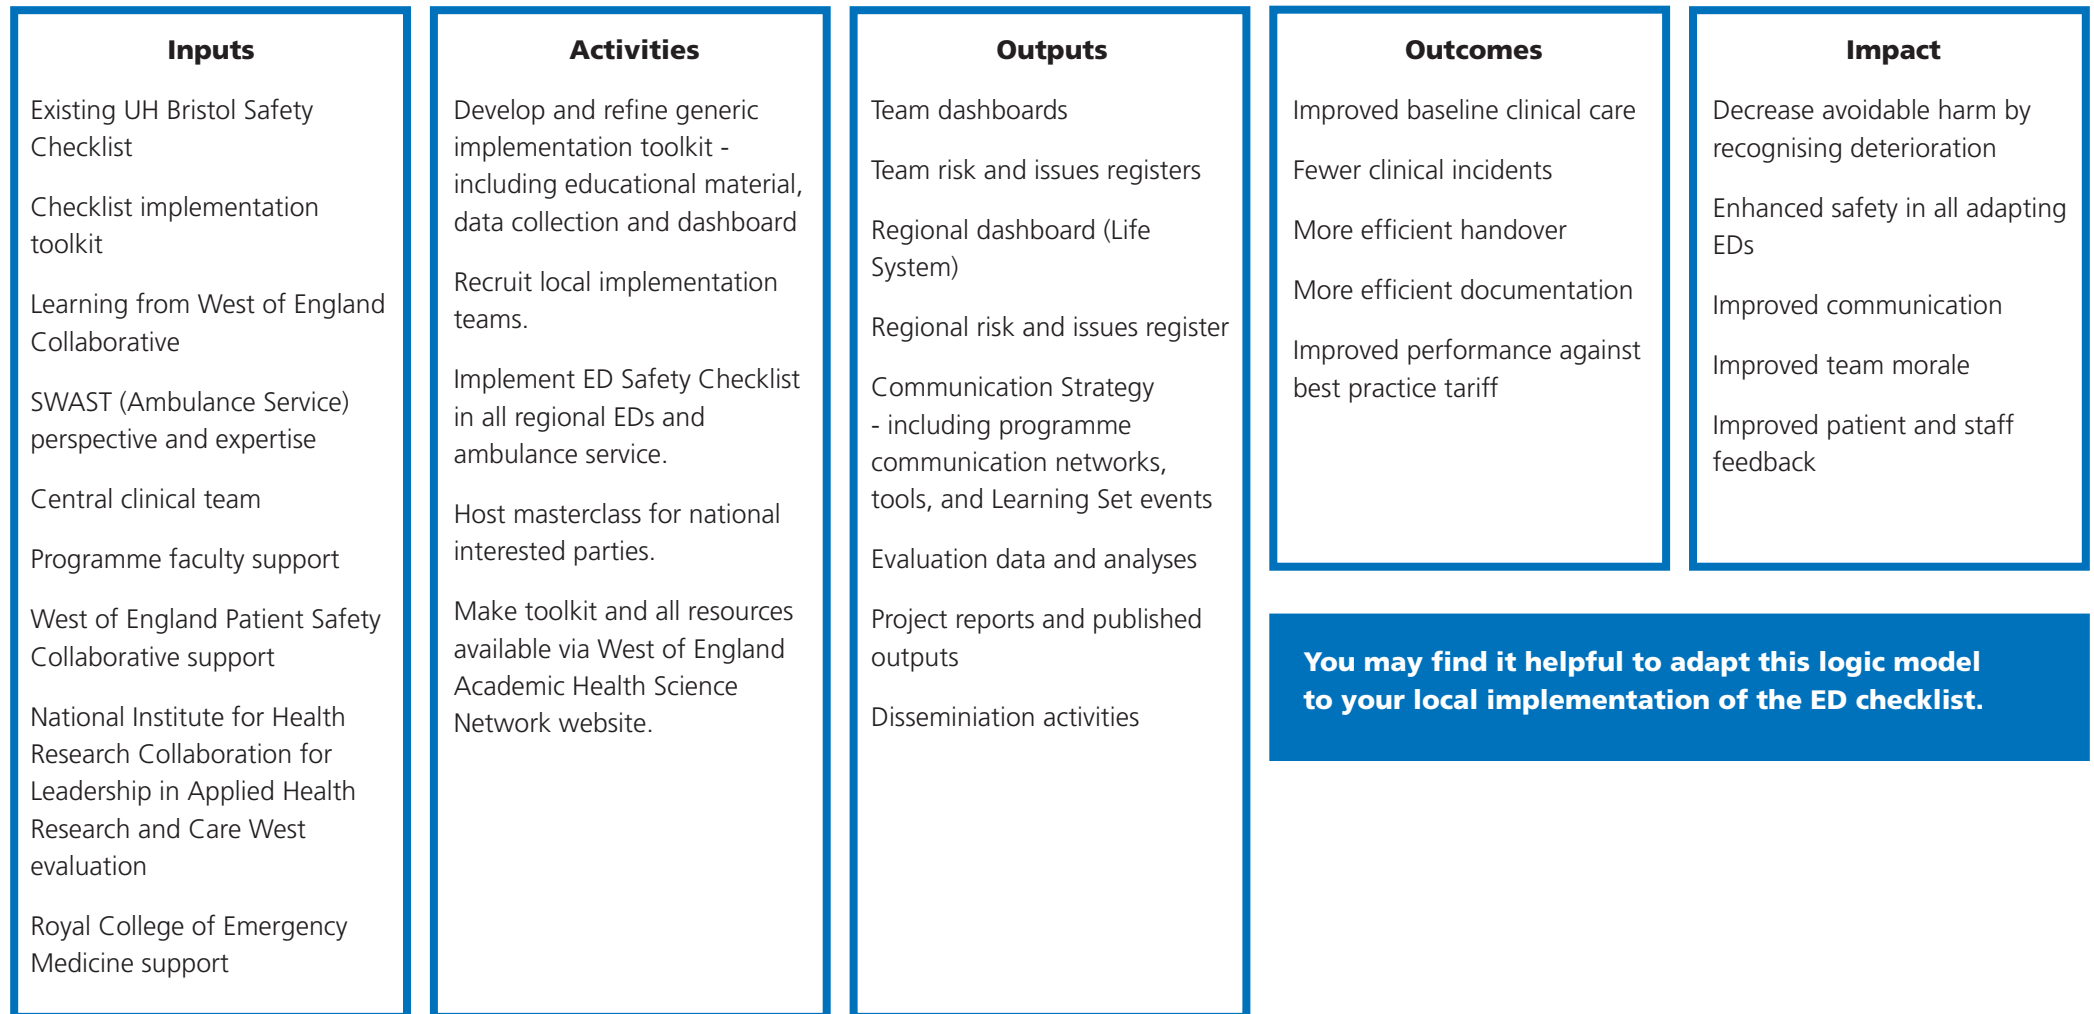 Inputs
Existing UH Bristol Safety
Checklist
Checklist implementation
toolkit
Learning from West of England
Collaborative
SWAST (Ambulance Service)
perspective and expertise
Central clinical team
Programme faculty support
West of England Patient Safety
Collaborative support
National Institute for Health
Research Collaboration for
Leadership in Applied Health
Research and Care West
evaluation
Royal College of Emergency
Medicine support
Activities
Develop and refine generic
implementation toolkit -
including educational material,
data collection and dashboard
Recruit local implementation
teams.
Implement ED Safety Checklist
in all regional EDs and
ambulance service.
Host masterclass for national
interested parties.
Make toolkit and all resources
available via West of England
Academic Health Science
Network website.
Outputs
Team dashboards
Team risk and issues registers
Regional dashboard (Life
System)
Regional risk and issues register
Communication Strategy
- including programme
communication networks,
tools, and Learning Set events
Evaluation data and analyses
Project reports and published
outputs
Disseminiation activities
Outcomes
Improved baseline clinical care
Fewer clinical incidents
More efficient handover
More efficient documentation
Improved performance against
best practice tariff
Impact
Decrease avoidable harm by
recognising deterioration
Enhanced safety in all adapting
EDs
Improved communication
Improved team morale
Improved patient and staff
feedback
You may find it helpful to adapt this logic model
to your local implementation of the ED checklist.